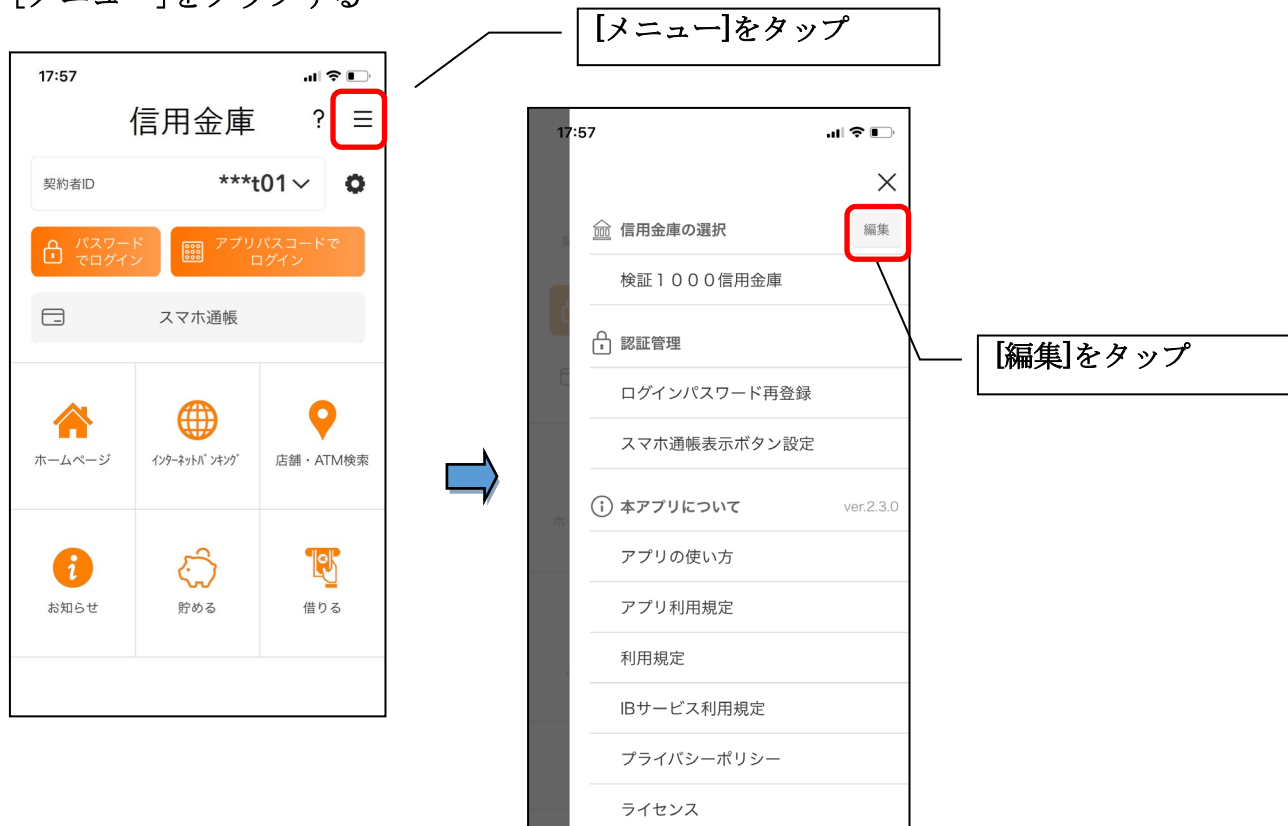 [メニュー]をタップする
[メニュー]をタップ
17:57
信用金庫 ?
契約者ID ***t01
パスワード
でログイン
アプリパスコードで
ログイン
スマホ通帳
ホームページ
ｲﾝﾀｰﾈｯﾄﾊﾞﾝｷﾝｸﾞ
店舗・ATM検索
お知らせ
貯める
借りる
17:57
信用金庫の選択 編集
検証１０００信用金庫
認証管理
ログインパスワード再登録
スマホ通帳表示ボタン設定
本アプリについて ver.2.3.0
アプリの使い方
アプリ利用規定
利用規定
IBサービス利用規定
プライバシーポリシー
ライセンス
[編集]をタップ